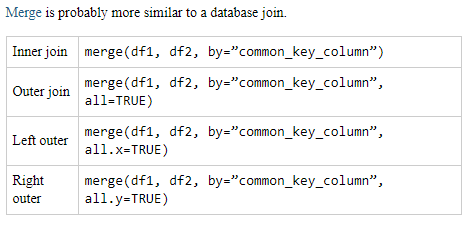 Merge is probably more similar to a database join.
Inner join merge(df1, df2, by=”common_key_column”)
Outer join merge(df1, df2, by=”common_key_column”,
all=TRUE)
Left outer merge(df1, df2, by=”common_key_column”,
all.x=TRUE)
Right merge(df1, df2, by=”common_key_column”,
outer all.y=TRUE)